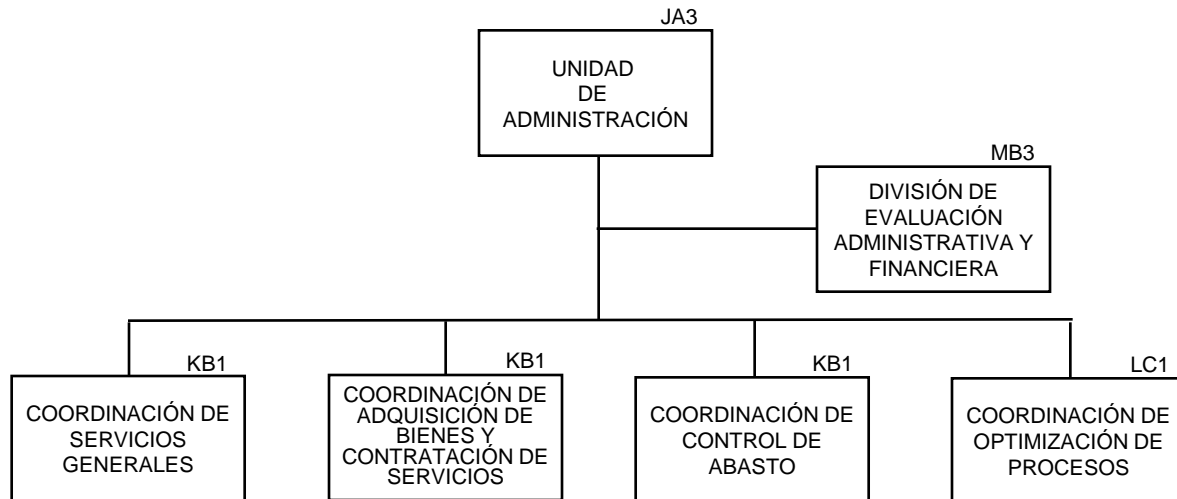 JA3
UNIDAD
DE
ADMINISTRACIÓN
MB3
DIVISIÓN DE
EVALUACIÓN
ADMINISTRATIVA Y
FINANCIERA
KB1
COORDINACIÓN DE
SERVICIOS
GENERALES
KB1
COORDINACIÓN DE
ADQUISICIÓN DE
BIENES Y
CONTRATACIÓN DE
SERVICIOS
KB1
COORDINACIÓN DE
CONTROL DE
ABASTO
LC1
COORDINACIÓN DE
OPTIMIZACIÓN DE
PROCESOS